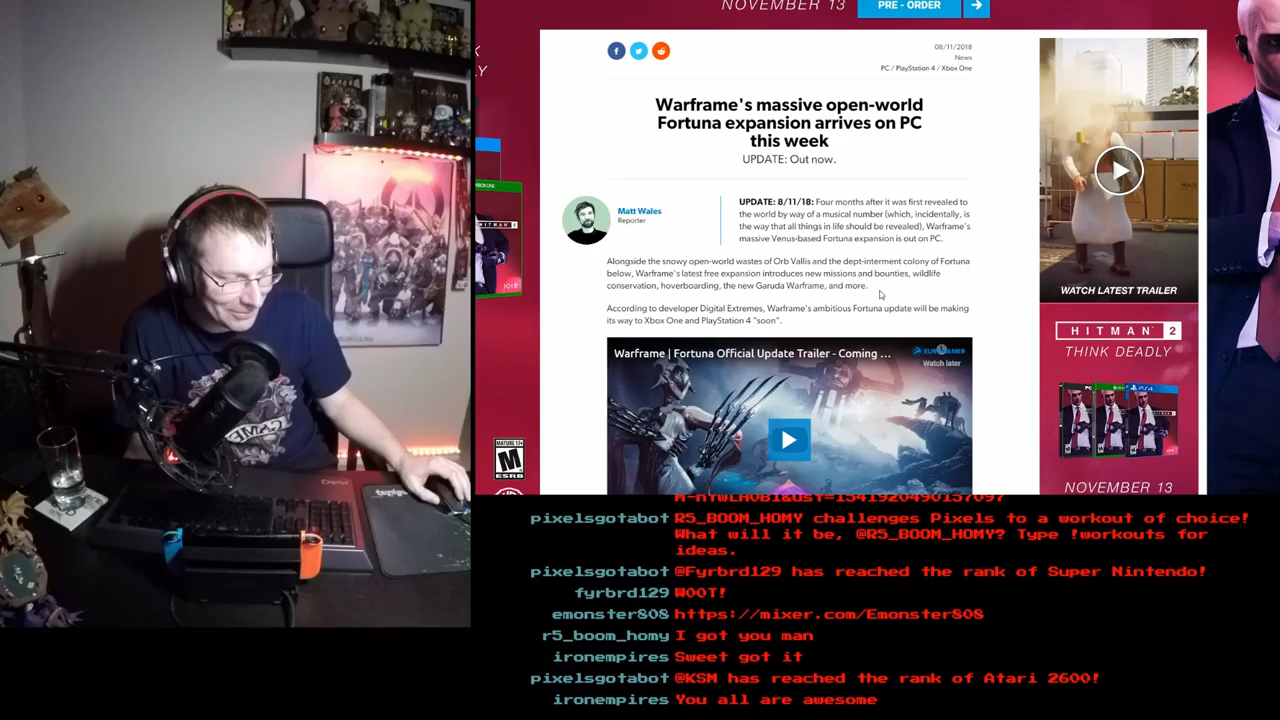 NOVEMBER 13
PRE - ORDER
08/11/2018
News
PC / PlayStation 4 / Xbox One
Warframe's massive open-world
Fortuna expansion arrives on PC
this week
UPDATE: Out now.
Matt Wales
Reporter
UPDATE: 8/11/18: Four months after it was first revealed to
the world by way of a musical number (which, incidentally, is
the way that all things in life should be revealed), Warframe's
massive Venus-based Fortuna expansion is out on PC.
Alongside the snowy open-world wastes of Orb Vallis and the dept-interment colony of Fortuna
below, Warframe's latest free expansion introduces new missions and bounties, wildlife
conservation, hoverboarding, the new Garuda Warframe, and more.
According to developer Digital Extremes, Warframe's ambitious Fortuna update will be making
its way to Xbox One and PlayStation 4 "soon".
Warframe | Fortuna Official Update Trailer - Coming ...
EUROGAMER
Watch later
WATCH LATEST TRAILER
HITMAN 2
THINK DEADLY
PC
PS4
NOVEMBER 13
MATURE 17+
M
ESRB
pixelsgotabot R5_BOOM_HOMY challenges Pixels to a workout of choice!
What will it be, @R5_BOOM_HOMY? Type !workouts for
ideas.
pixelsgotabot @Fyrbrd129 has reached the rank of Super Nintendo!
fyrbrd129 WOOT!
emonster808 https://mixer.com/Emonster808
r5_boom_homy I got you man
ironempires Sweet got it
pixelsgotabot @KSM has reached the rank of Atari 2600!
ironempires You all are awesome